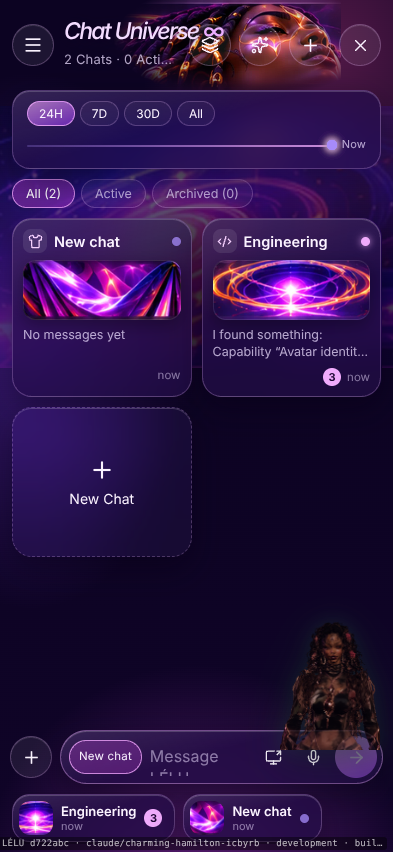 Chat Universe ∞
2 Chats · 0 Acti...
24H 7D 30D All
Now
All (2) Active Archived (0)
New chat
No messages yet
now
Engineering
I found something:
Capability “Avatar identit...
3 now
+
New Chat
New chat Message
Engineering 3
now
New chat
now
LÉLU d722abc · claude/charming-hamilton-icbyrb · development · buil…